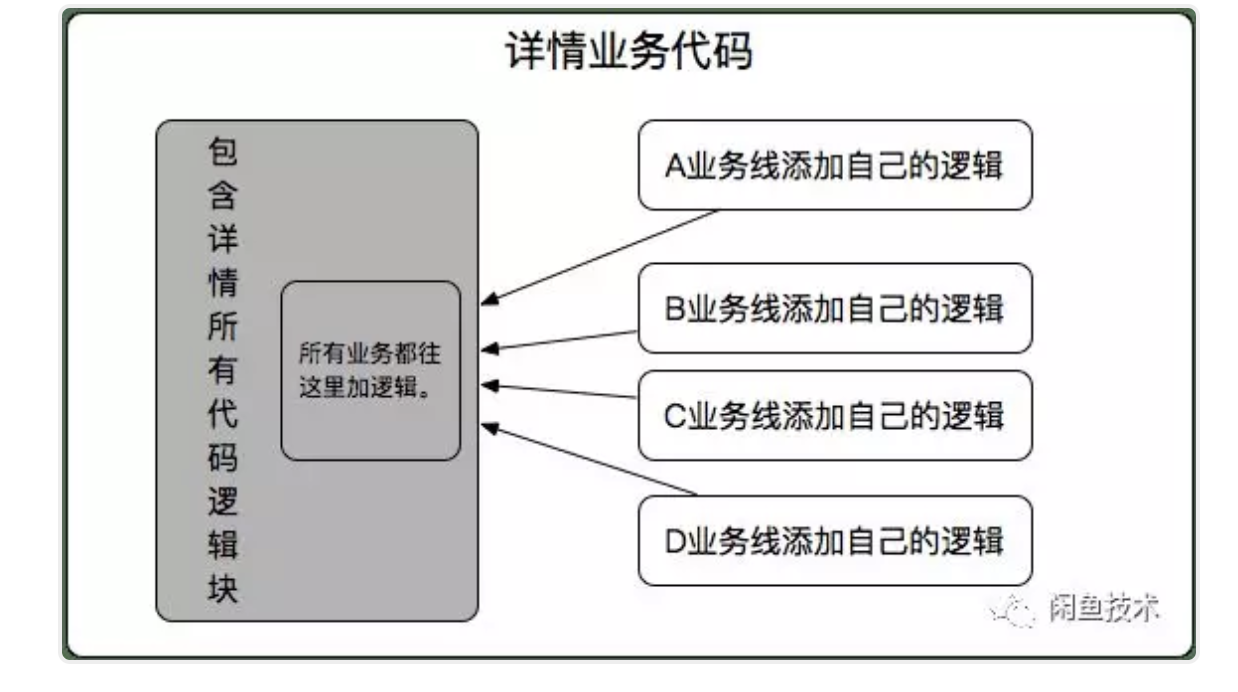 详情业务代码
包含详情所有代码逻辑块
所有业务都往
这里加逻辑。
A业务线添加自己的逻辑
B业务线添加自己的逻辑
C业务线添加自己的逻辑
D业务线添加自己的逻辑
闲鱼技术